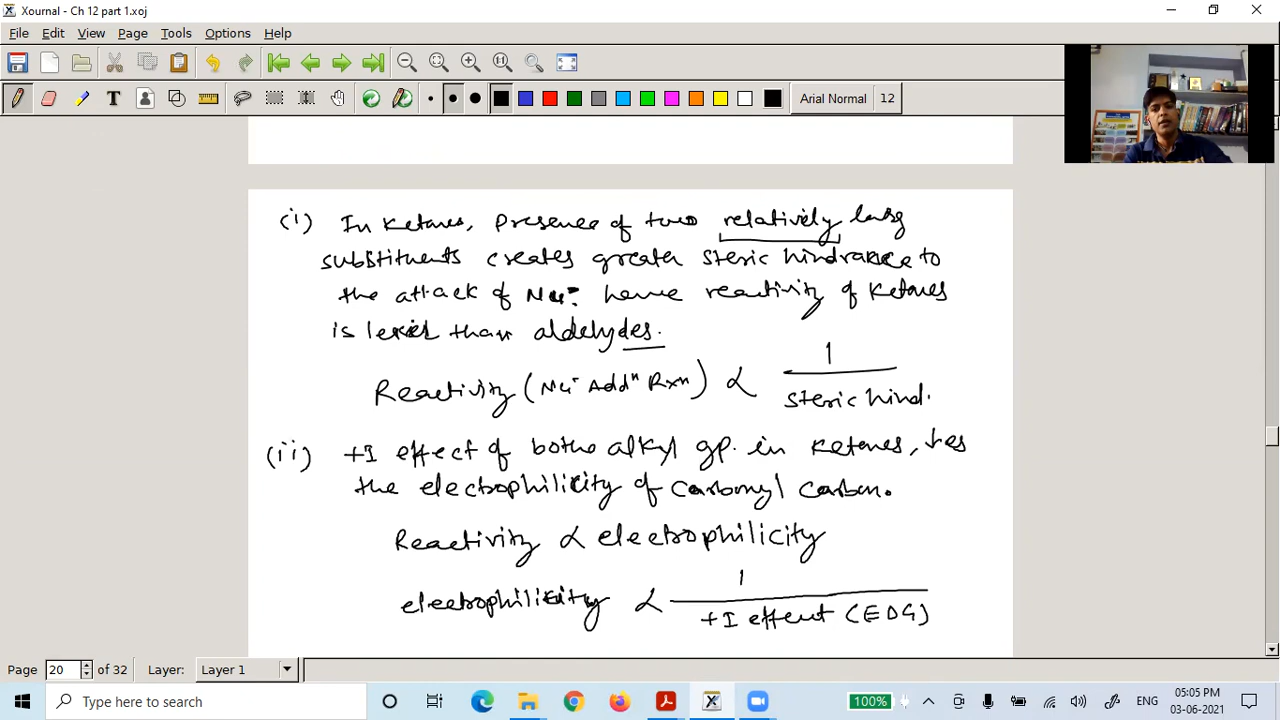 Xournal - Ch 12 part 1.xoj
File Edit View Page Tools Options Help
Arial Normal 12
(i) In Ketones, Presence of two relatively large
substituents creates greater steric hindrance to
the attack of Nu⁻: hence reactivity of Ketones
is less than aldehydes.
Reactivity (Nu⁻ Addⁿ Rxⁿ) ∝ 1
steric hind.
(ii) +I effect of both alkyl gp. in Ketones, ↓es
the electrophilicity of Carbonyl Carbon.
Reactivity ∝ electrophilicity
electrophilicity ∝ 1
+I effect (EDG)
Page 20 of 32 Layer: Layer 1
Type here to search
100% ENG 05:05 PM
03-06-2021